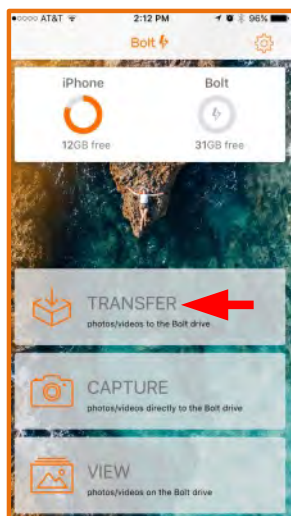 AT&T 2:12 PM 96%
Bolt
iPhone Bolt
12GB free 31GB free
TRANSFER
photos/videos to the Bolt drive
CAPTURE
photos/videos directly to the Bolt drive
VIEW
photos/videos on the Bolt drive